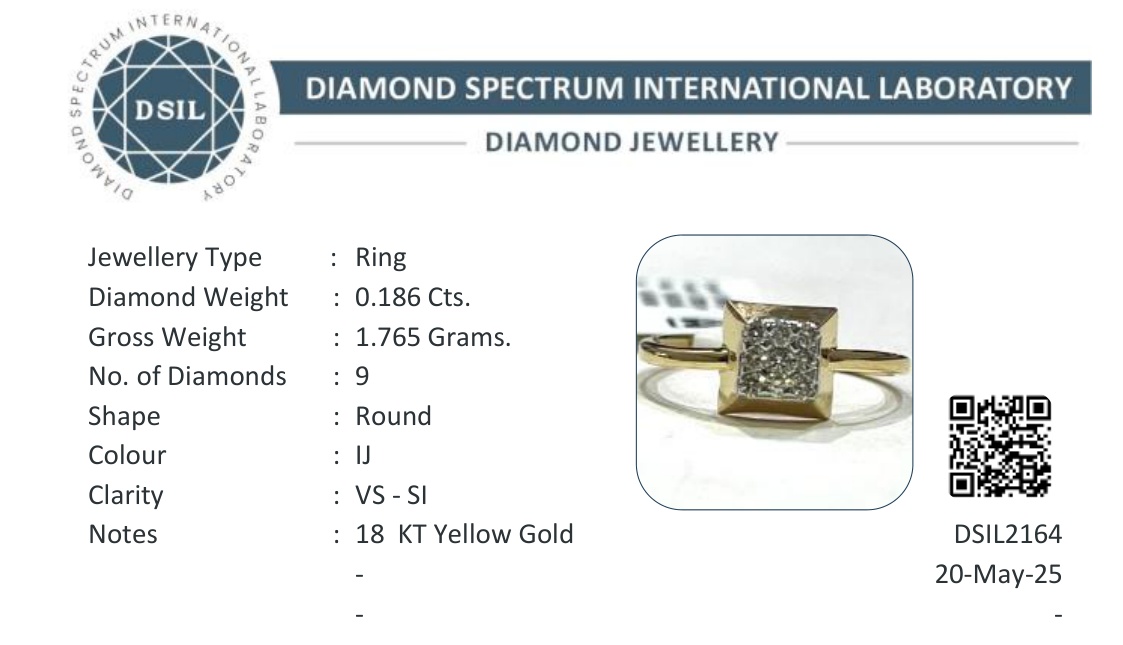 DIAMOND SPECTRUM INTERNATIONAL LABORATORY
DSIL
DIAMOND SPECTRUM INTERNATIONAL LABORATORY
DIAMOND JEWELLERY
Jewellery Type : Ring
Diamond Weight : 0.186 Cts.
Gross Weight : 1.765 Grams.
No. of Diamonds : 9
Shape : Round
Colour : IJ
Clarity : VS - SI
Notes : 18 KT Yellow Gold
-
-
DSIL2164
20-May-25
-